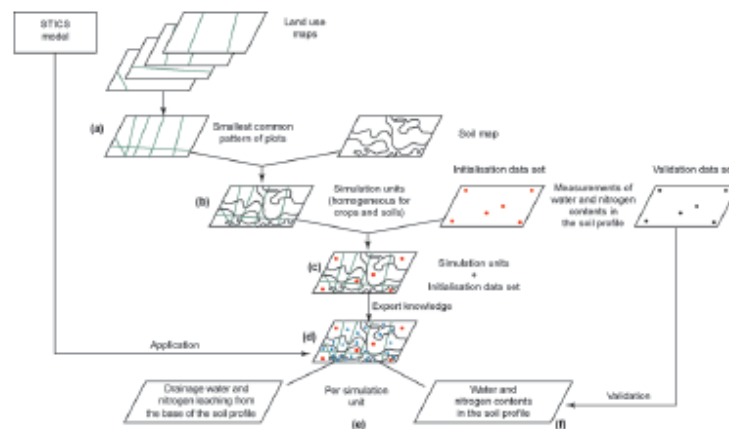 STICS
model
Land use
maps
(a)
Smallest common
pattern of plots
Soil map
Initialisation data set
Validation data set
(b)
Simulation units
(homogeneous for
crops and soils)
Measurements of
water and nitrogen
contents in
the soil profile
(c)
Simulation units
+
Initialisation data set
Expert knowledge
(d)
Application
Drainage water and
nitrogen leaching from
the base of the soil profile
Per simulation
unit
(e)
Water and
nitrogen contents
in the soil profile
(f)
Validation